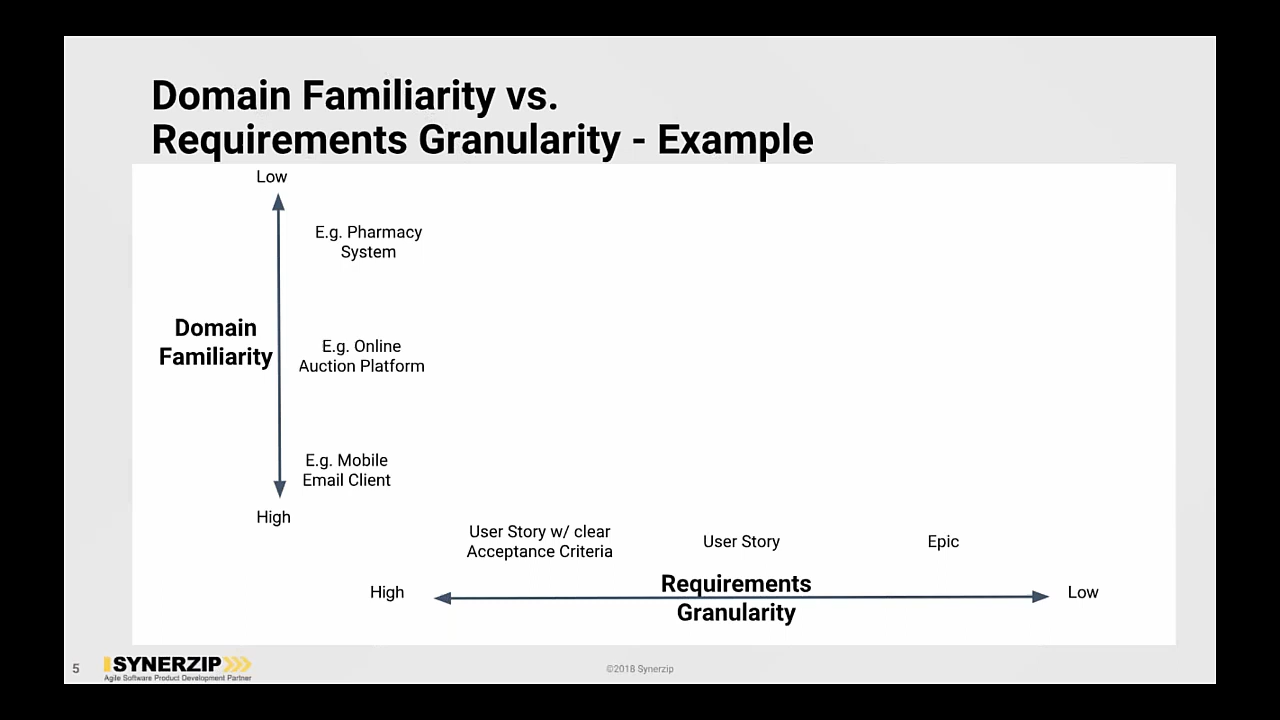 Domain Familiarity vs.
Requirements Granularity - Example
Low
E.g. Pharmacy
System
Domain
Familiarity
E.g. Online
Auction Platform
E.g. Mobile
Email Client
High
User Story w/ clear
Acceptance Criteria
User Story
Epic
High
Requirements
Granularity
Low
5
SYNERZIP
Agile Software Product Development Partner
©2018 Synerzip